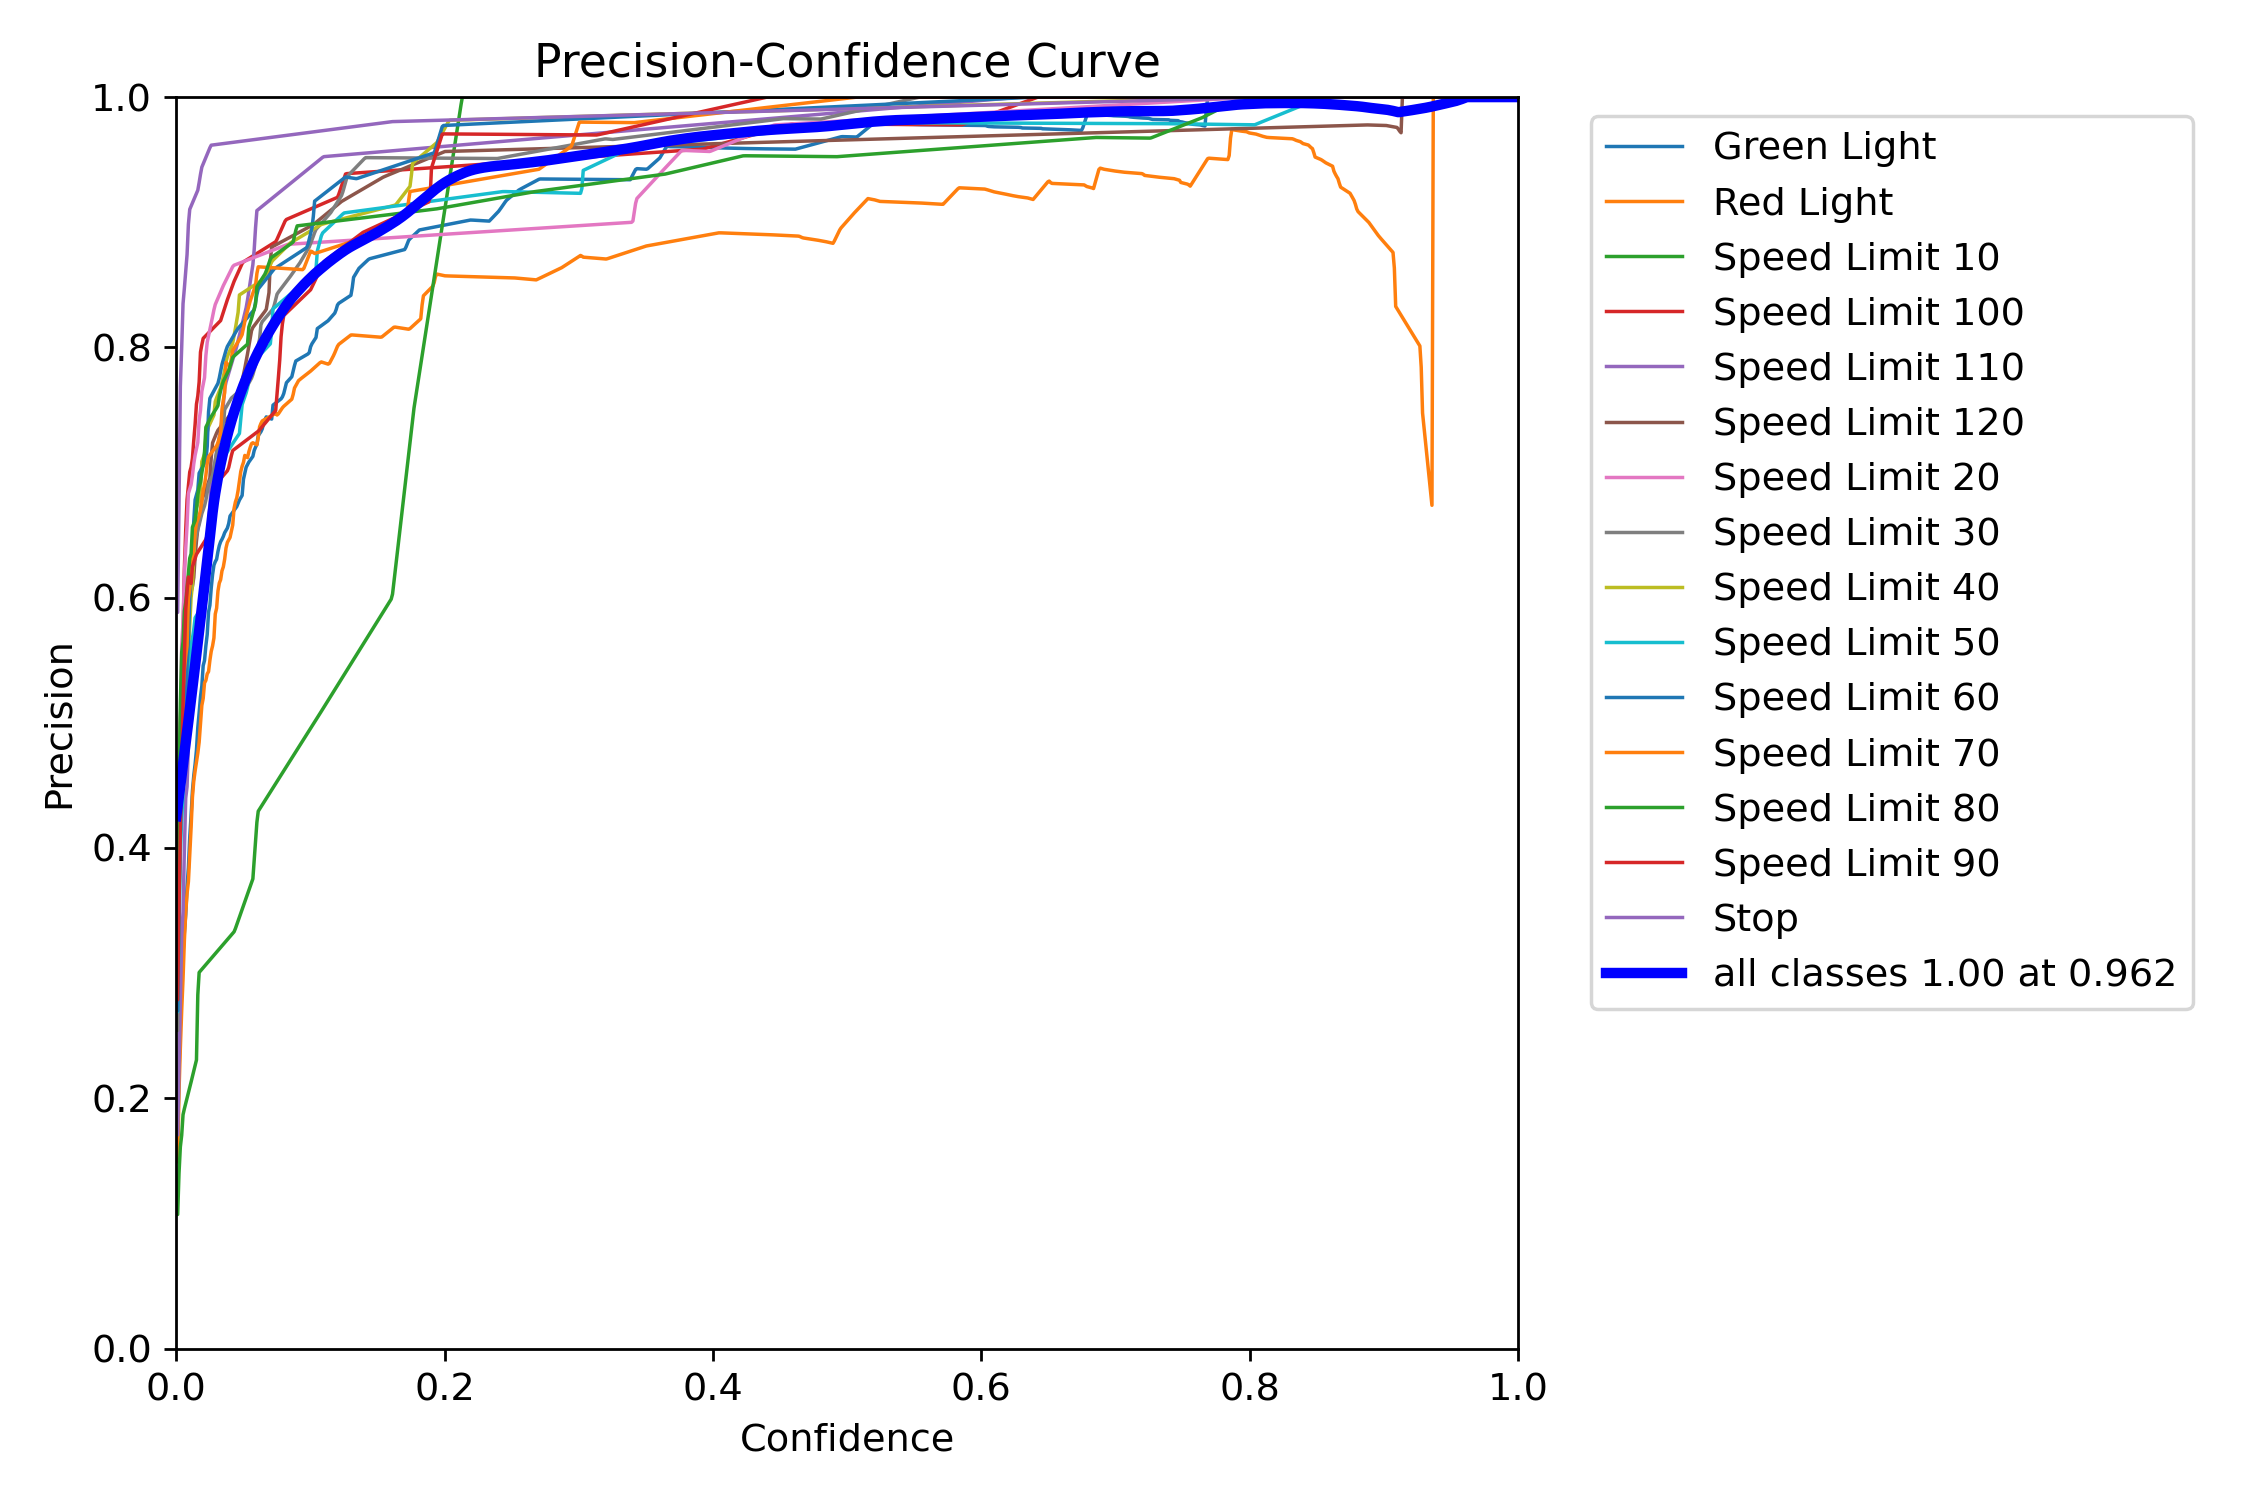 Precision-Confidence Curve
1.0
0.8
0.6
0.4
0.2
0.0
Precision
0.0 0.2 0.4 0.6 0.8 1.0
Confidence
Green Light
Red Light
Speed Limit 10
Speed Limit 100
Speed Limit 110
Speed Limit 120
Speed Limit 20
Speed Limit 30
Speed Limit 40
Speed Limit 50
Speed Limit 60
Speed Limit 70
Speed Limit 80
Speed Limit 90
Stop
all classes 1.00 at 0.962